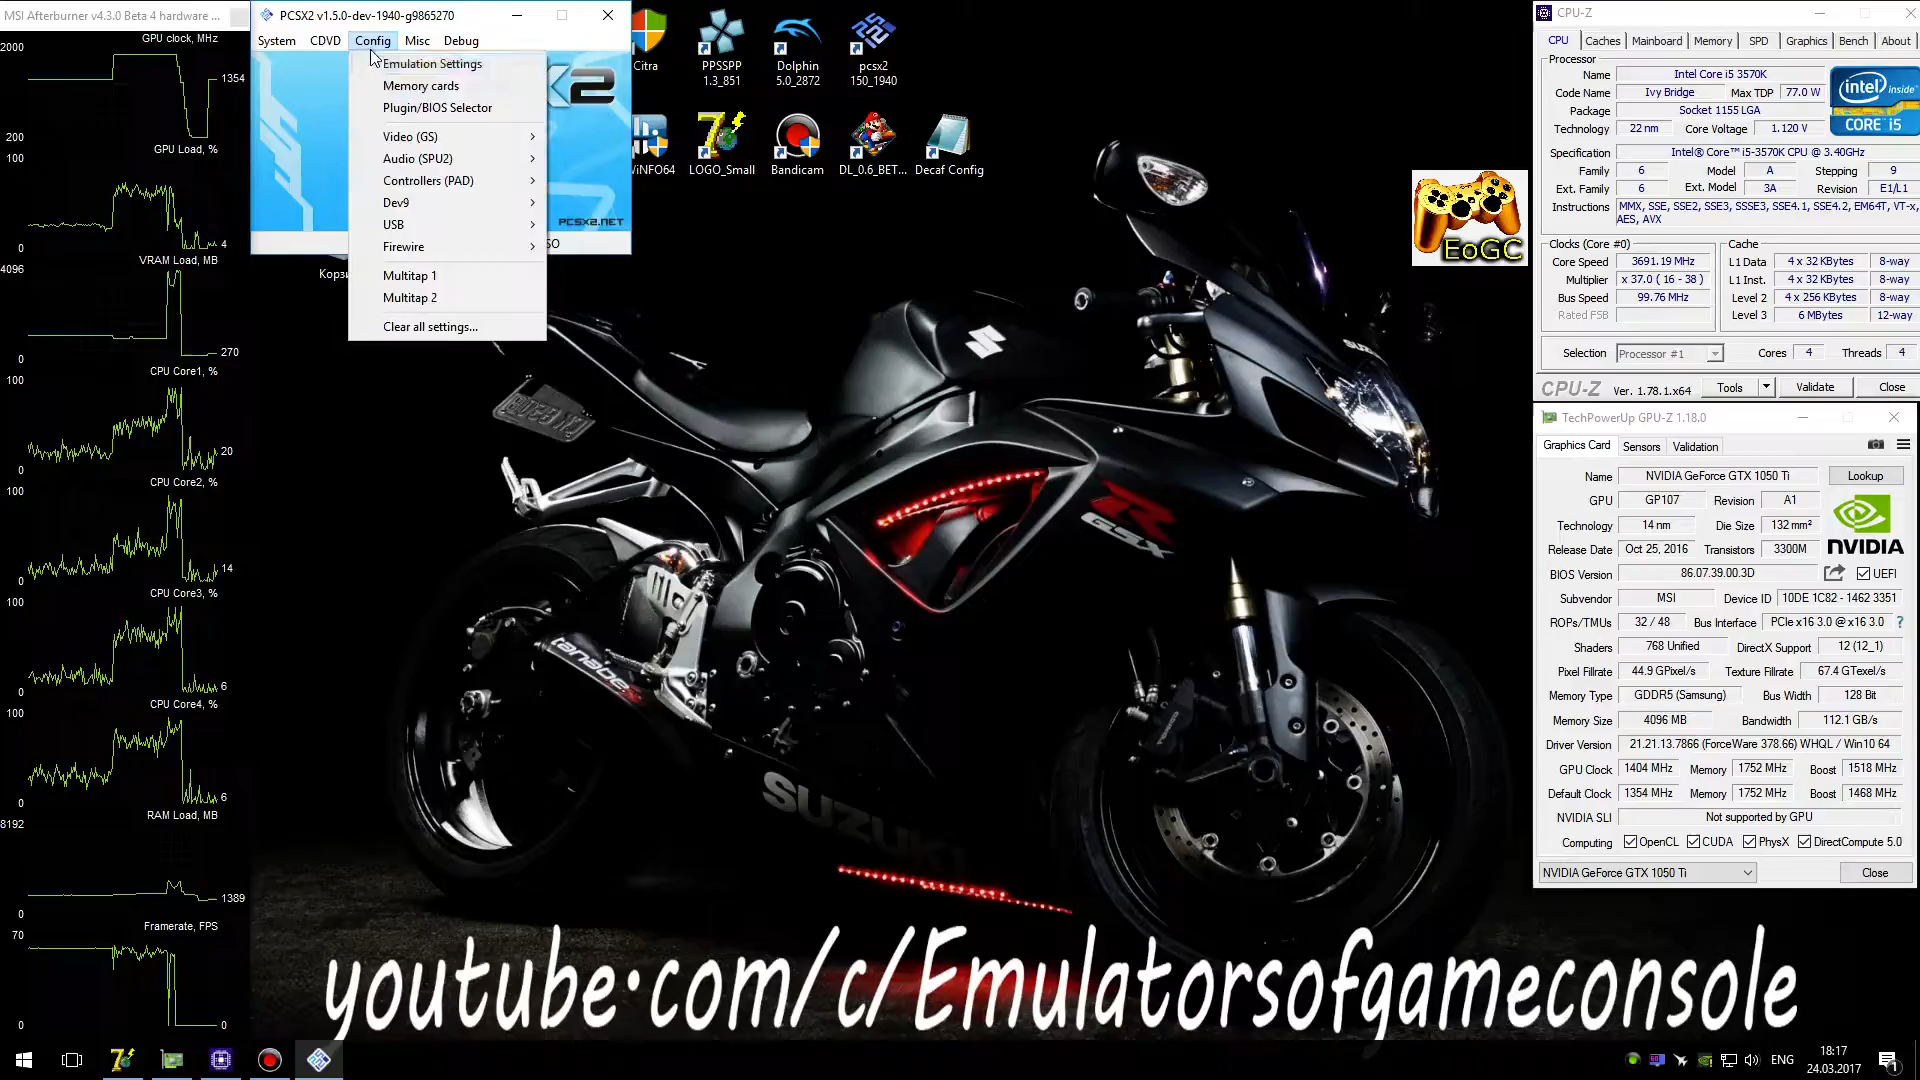 MSI Afterburner v4.3.0 Beta 4 hardware ...
GPU clock, MHz
2000
1354
200
GPU Load, %
100
4
0
VRAM Load, MB
4096
270
0
CPU Core1, %
100
20
0
CPU Core2, %
100
14
0
CPU Core3, %
100
6
0
CPU Core4, %
100
6
0
RAM Load, MB
8192
1389
0
Framerate, FPS
70
0
0
PCSX2 v1.5.0-dev-1940-g9865270
System CDVD Config Misc Debug
Emulation Settings
Memory cards
Plugin/BIOS Selector
Video (GS)
Audio (SPU2)
Controllers (PAD)
Dev9
USB
Firewire
Multitap 1
Multitap 2
Clear all settings...
PCSX2.NET
SO
Корзи
Citra
PPSSPP
1.3_851
Dolphin
5.0_2872
pcsx2
150_1940
WiNFO64
LOGO_Small
Bandicam
DL_0.6_BET...
Decaf Config
EoGC
CPU-Z
CPU Caches Mainboard Memory SPD Graphics Bench About
Processor
Name Intel Core i5 3570K
Code Name Ivy Bridge Max TDP 77.0 W
Package Socket 1155 LGA
Technology 22 nm Core Voltage 1.120 V
intel inside™
CORE i5
Specification Intel® Core™ i5-3570K CPU @ 3.40GHz
Family 6 Model A Stepping 9
Ext. Family 6 Ext. Model 3A Revision E1/L1
Instructions MMX, SSE, SSE2, SSE3, SSSE3, SSE4.1, SSE4.2, EM64T, VT-x,
AES, AVX
Clocks (Core #0)
Core Speed 3691.19 MHz
Multiplier x 37.0 ( 16 - 38 )
Bus Speed 99.76 MHz
Rated FSB
Cache
L1 Data 4 x 32 KBytes 8-way
L1 Inst. 4 x 32 KBytes 8-way
Level 2 4 x 256 KBytes 8-way
Level 3 6 MBytes 12-way
Selection Processor #1 Cores 4 Threads 4
CPU-Z Ver. 1.78.1.x64 Tools Validate Close
TechPowerUp GPU-Z 1.18.0
Graphics Card Sensors Validation
Name NVIDIA GeForce GTX 1050 Ti Lookup
GPU GP107 Revision A1
Technology 14 nm Die Size 132 mm²
Release Date Oct 25, 2016 Transistors 3300M
NVIDIA
BIOS Version 86.07.39.00.3D UEFI
Subvendor MSI Device ID 10DE 1C82 - 1462 3351
ROPs/TMUs 32 / 48 Bus Interface PCIe x16 3.0 @ x16 3.0 ?
Shaders 768 Unified DirectX Support 12 (12_1)
Pixel Fillrate 44.9 GPixel/s Texture Fillrate 67.4 GTexel/s
Memory Type GDDR5 (Samsung) Bus Width 128 Bit
Memory Size 4096 MB Bandwidth 112.1 GB/s
Driver Version 21.21.13.7866 (ForceWare 378.66) WHQL / Win10 64
GPU Clock 1404 MHz Memory 1752 MHz Boost 1518 MHz
Default Clock 1354 MHz Memory 1752 MHz Boost 1468 MHz
NVIDIA SLI Not supported by GPU
Computing OpenCL CUDA PhysX DirectCompute 5.0
NVIDIA GeForce GTX 1050 Ti Close
R
GSX
SUZUKI
youtube.com/c/Emulatorsofgameconsole
ENG
18:17
24.03.2017
1